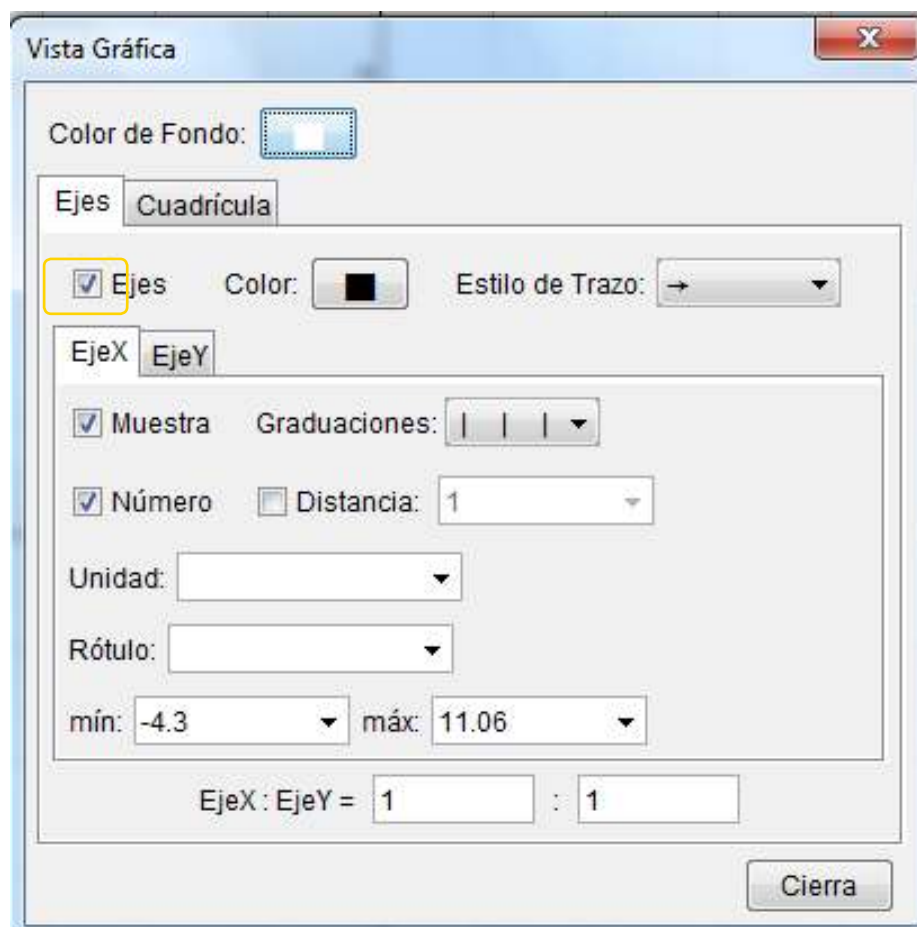 Vista Gráfica
Color de Fondo:
Ejes Cuadrícula
Ejes Color: Estilo de Trazo:
EjeX EjeY
Muestra Graduaciones:
Número Distancia: 1
Unidad:
Rótulo:
mín: -4.3 máx: 11.06
EjeX : EjeY = 1 : 1
Cierra